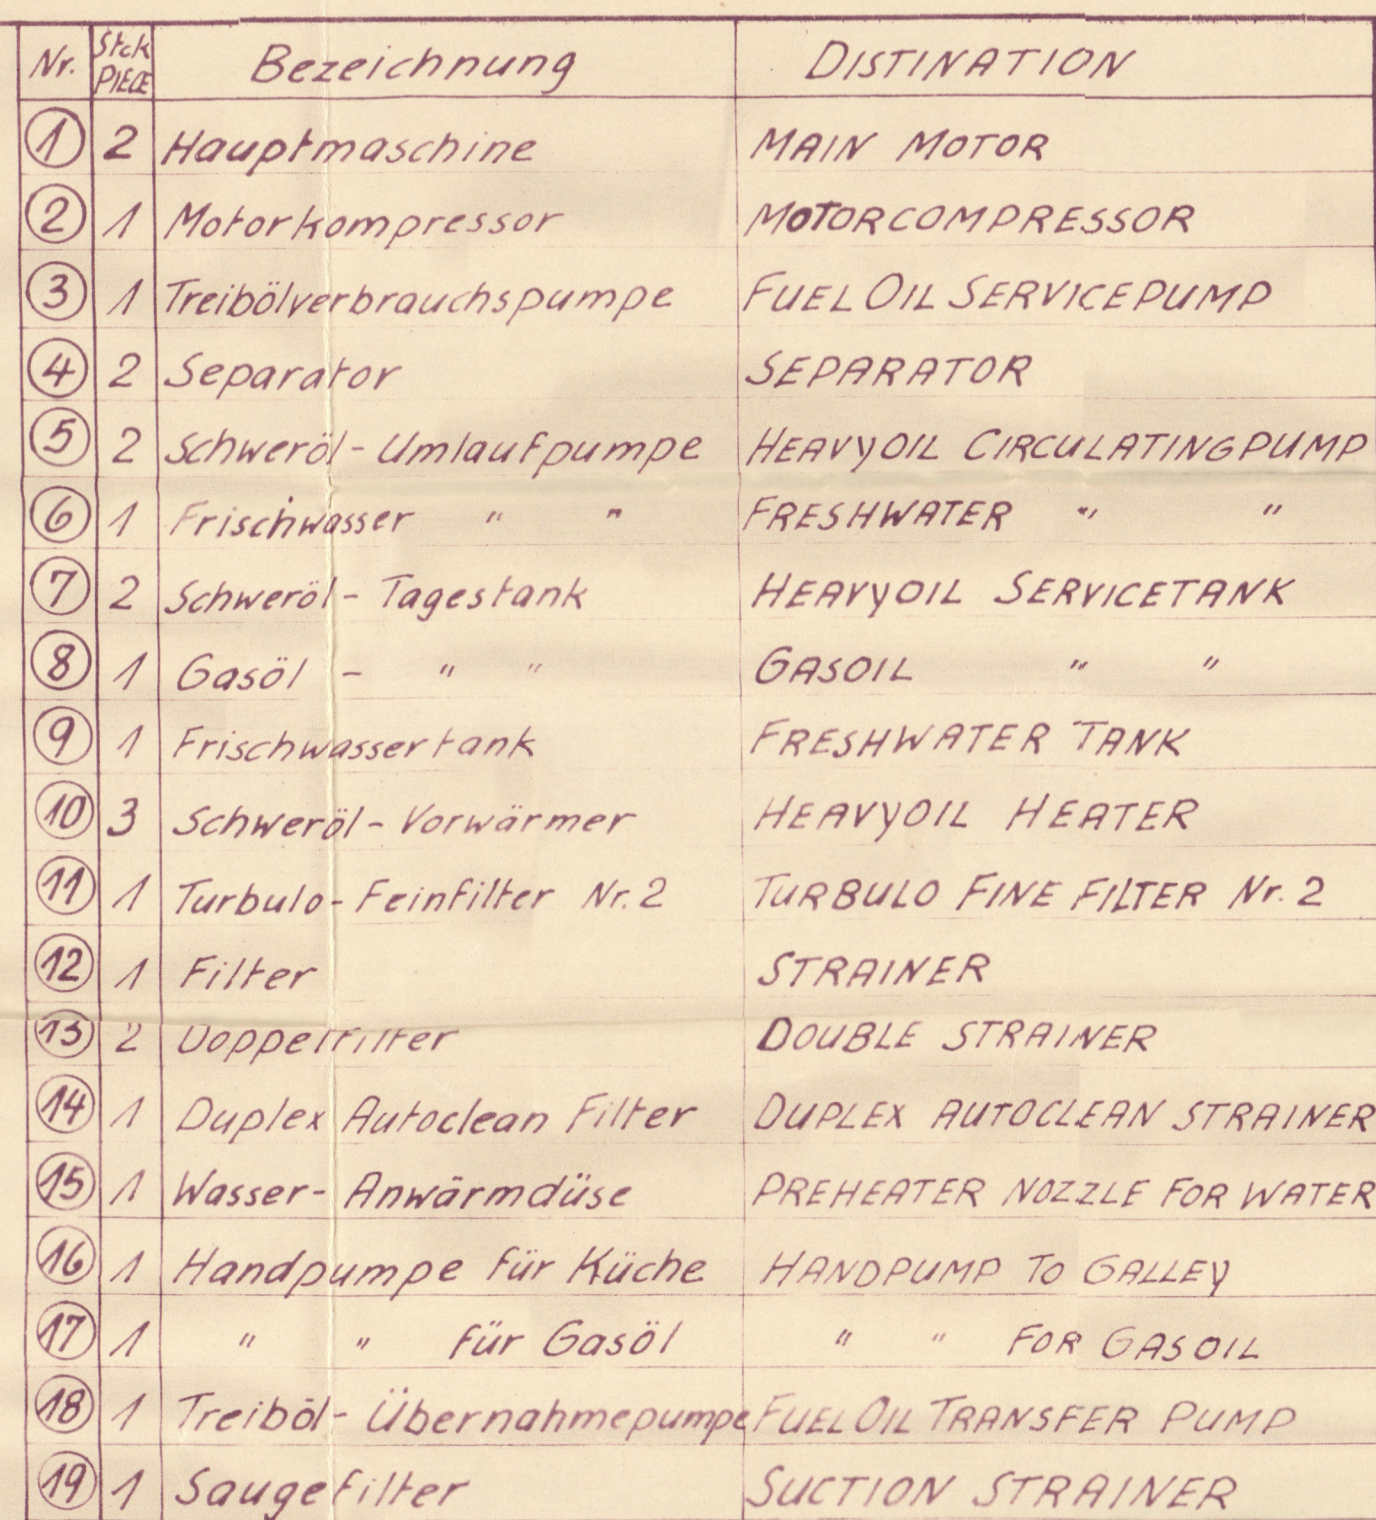 Nr. Stck PIECE Bezeichnung DISTINATION
1 2 Hauptmaschine MAIN MOTOR
2 1 Motorkompressor MOTORCOMPRESSOR
3 1 Treibölverbrauchspumpe FUEL OIL SERVICEPUMP
4 2 Separator SEPARATOR
5 2 Schweröl-Umlaufpumpe HEAVYOIL CIRCULATINGPUMP
6 1 Frischwasser " " FRESHWATER " "
7 2 Schweröl-Tagestank HEAVYOIL SERVICETANK
8 1 Gasöl - " " GASOIL " "
9 1 Frischwassertank FRESHWATER TANK
10 3 Schweröl-Vorwärmer HEAVYOIL HEATER
11 1 Turbulo-Feinfilter Nr. 2 TURBULO FINE FILTER Nr. 2
12 1 Filter STRAINER
13 2 Doppelfilter DOUBLE STRAINER
14 1 Duplex Autoclean Filter DUPLEX AUTOCLEAN STRAINER
15 1 Wasser-Anwärmdüse PREHEATER NOZZLE FOR WATER
16 1 Handpumpe für Küche HANDPUMP TO GALLEY
17 1 " " für Gasöl " " FOR GASOIL
18 1 Treiböl-Übernahmepumpe FUEL OIL TRANSFER PUMP
19 1 Saugefilter SUCTION STRAINER